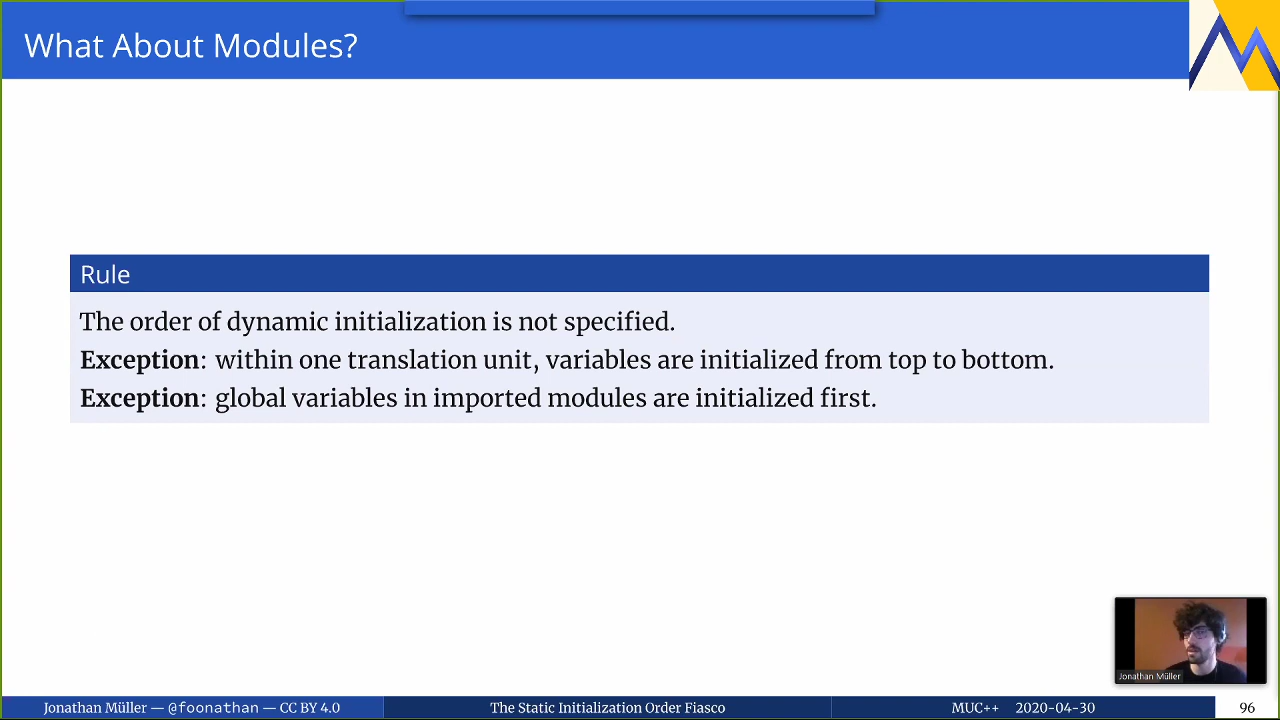 What About Modules?
Rule
The order of dynamic initialization is not specified.
Exception: within one translation unit, variables are initialized from top to bottom.
Exception: global variables in imported modules are initialized first.
Jonathan Müller
Jonathan Müller — @foonathan — CC BY 4.0
The Static Initialization Order Fiasco
MUC++ 2020-04-30
96